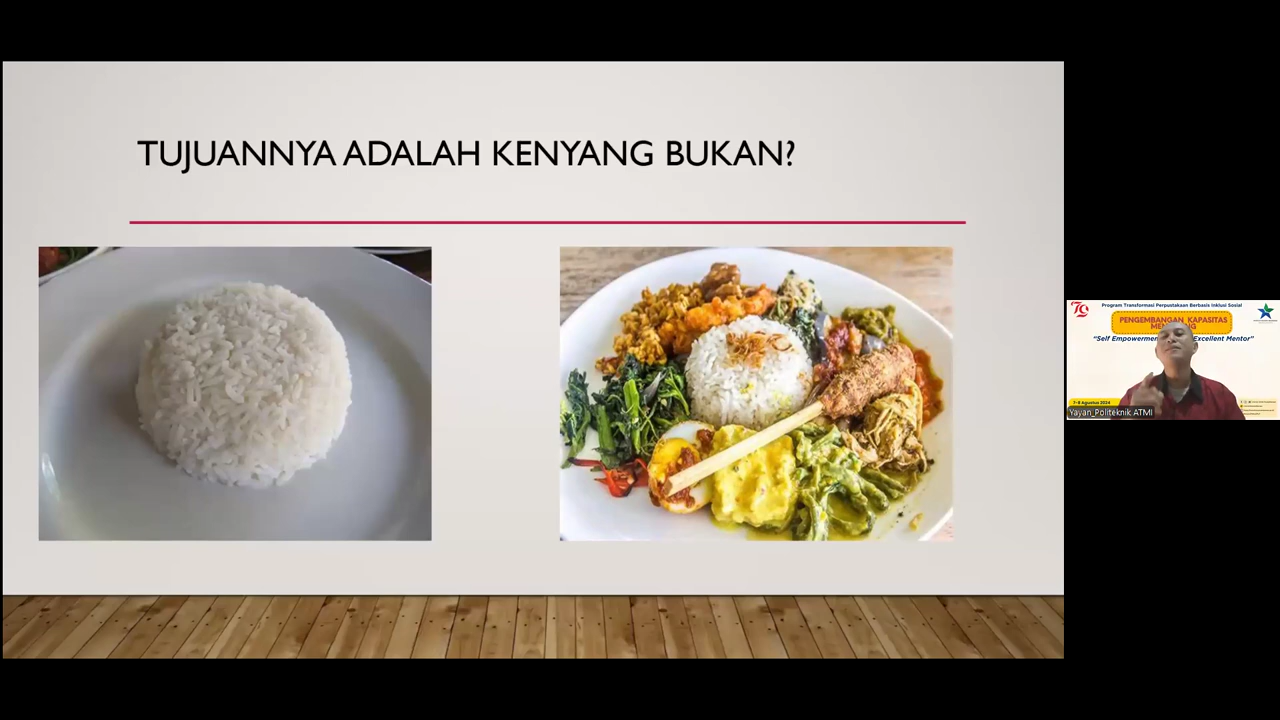 TUJUANNYA ADALAH KENYANG BUKAN?
79
Program Transformasi Perpustakaan Berbasis Inklusi Sosial
PENGEMBANGAN KAPASITAS
"Self Excellent Mentor"
7-8 Agustus 2024
Yayan_Politeknik ATMI